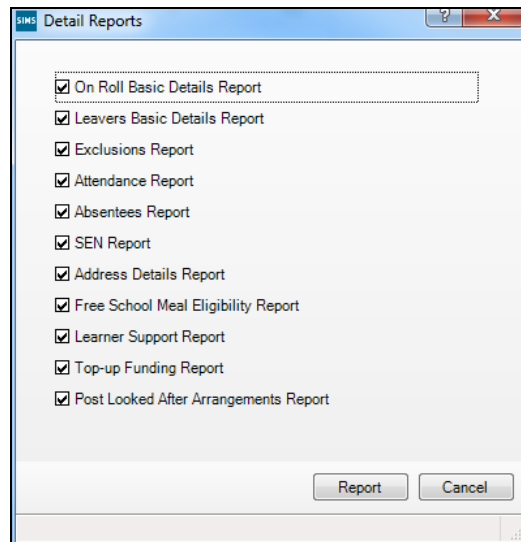 SIMS Detail Reports
On Roll Basic Details Report
Leavers Basic Details Report
Exclusions Report
Attendance Report
Absentees Report
SEN Report
Address Details Report
Free School Meal Eligibility Report
Learner Support Report
Top-up Funding Report
Post Looked After Arrangements Report
Report Cancel